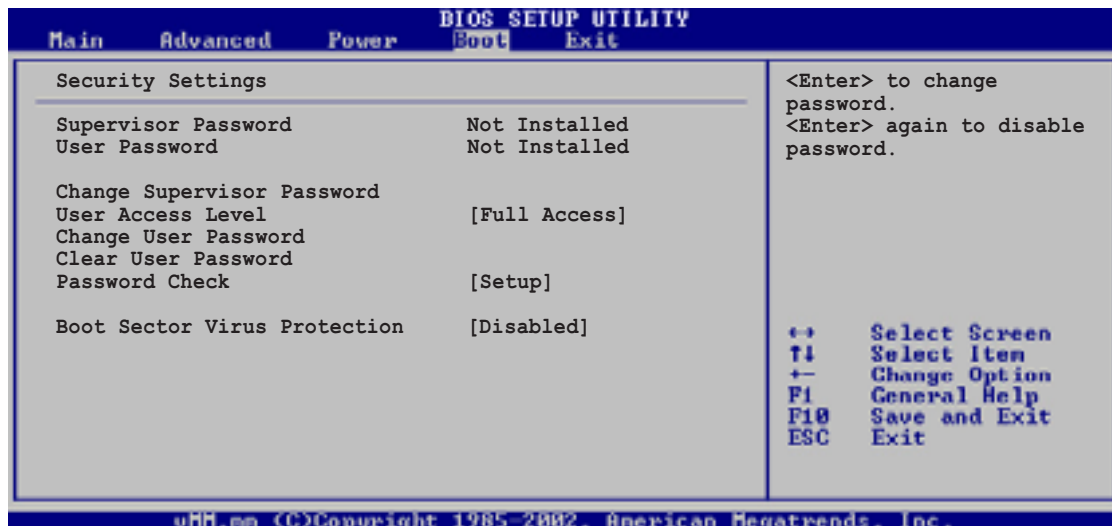 BIOS SETUP UTILITY
Main Advanced Power Boot Exit
Security Settings
Supervisor Password Not Installed
User Password Not Installed
Change Supervisor Password
User Access Level [Full Access]
Change User Password
Clear User Password
Password Check [Setup]
Boot Sector Virus Protection [Disabled]
<Enter> to change
password.
<Enter> again to disable
password.
←→ Select Screen
↑↓ Select Item
+- Change Option
F1 General Help
F10 Save and Exit
ESC Exit
vMM.mm (C)Copyright 1985-2002, American Megatrends, Inc.